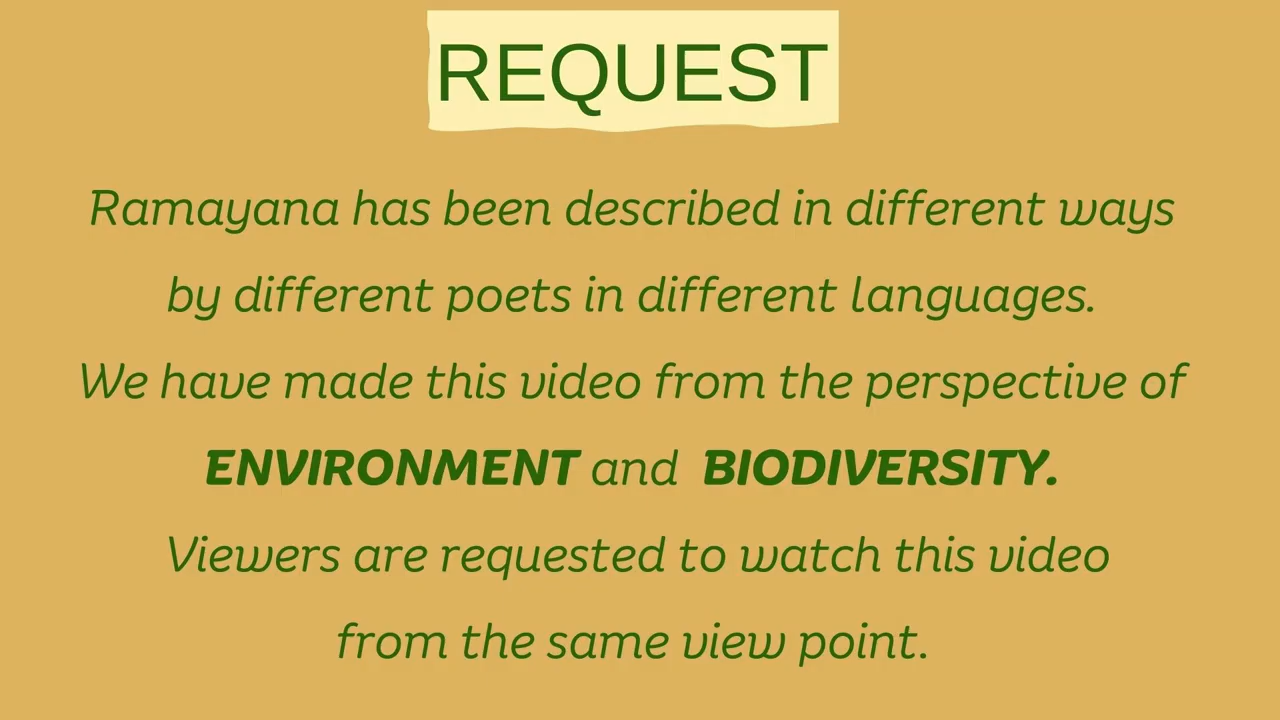 REQUEST
Ramayana has been described in different ways
by different poets in different languages.
We have made this video from the perspective of
ENVIRONMENT and BIODIVERSITY.
Viewers are requested to watch this video
from the same view point.